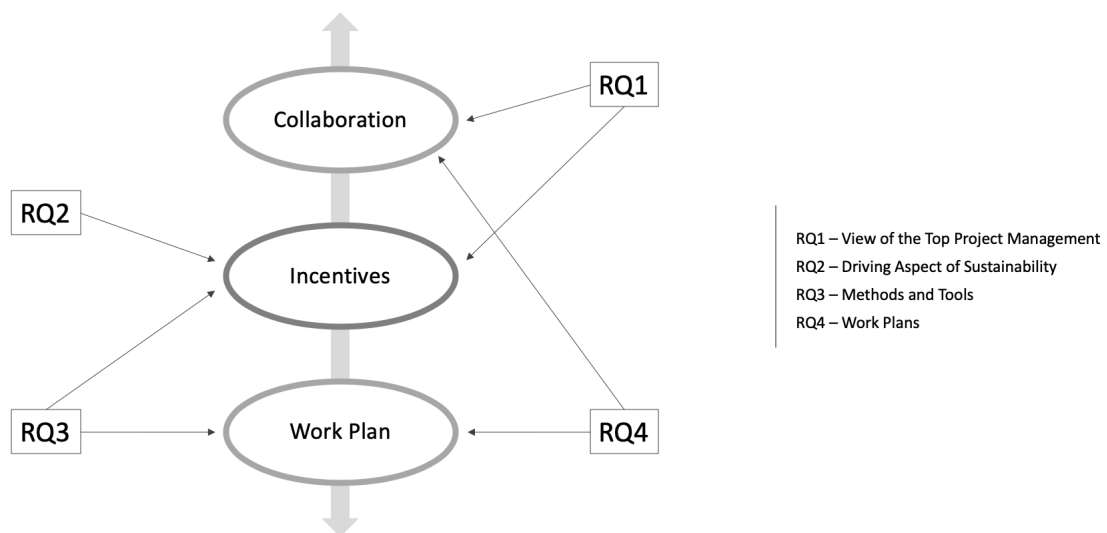 RQ1
Collaboration
RQ2
Incentives
RQ3
Work Plan
RQ4
RQ1 – View of the Top Project Management
RQ2 – Driving Aspect of Sustainability
RQ3 – Methods and Tools
RQ4 – Work Plans